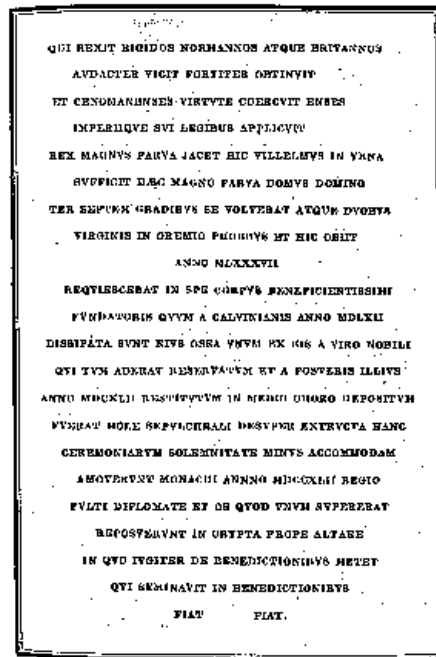 QUI REXIT RIGIDOS NORMANNOS ATQUE BRITANNOS
AVDACTER VICIT FORTITER OBTINVIT
ET CENOMANENSES VIRTVTE COERCVIT ENSES
IMPERIIQVE SVI LEGIBUS APPLICVIT
REX MAGNVS PARVA JACET HIC VILLELMVS IN VRNA
SVFFICIT HÆC MAGNO PARVA DOMVS DOMINO
TER SEPTEM GRADIBVS SE VOLVERAT ATQUE DVOBVS
VIRGINIS IN GREMIO PHOEBVS ET HIC OBIIT
ANNO MLXXXVII
REQVIESCEBAT IN SPE CORPVS BENEFICIENTISSIMI
FVNDATORIS QVVM A CALVINIANIS ANNO MDLXII
DISSIPATA SVNT EIVS OSSA VNVM EX IIS A VIRO NOBILI
QVI TVM ADERAT RESERVATVM ET A POSTERIS ILLIVS
ANNO MDCXLII RESTITVTVM IN MEDIO CHORO DEPOSITVM
FVERAT MOLE SEPVLCHRALI DESVPER EXTRVCTA HANC
CEREMONIARVM SOLEMNITATE MINVS ACCOMMODAM
AMOVERVNT MONACHI ANNNO MDCCXLII REGIO
FVLTI DIPLOMATE ET OS QVOD VNVM SVPERERAT
REPOSVERVNT IN CRYPTA PROPE ALTARE
IN QVO IVGITER DE BENEDICTIONIBVS METET
QVI SEMINAVIT IN BENEDICTIONIBVS
FIAT FIAT.